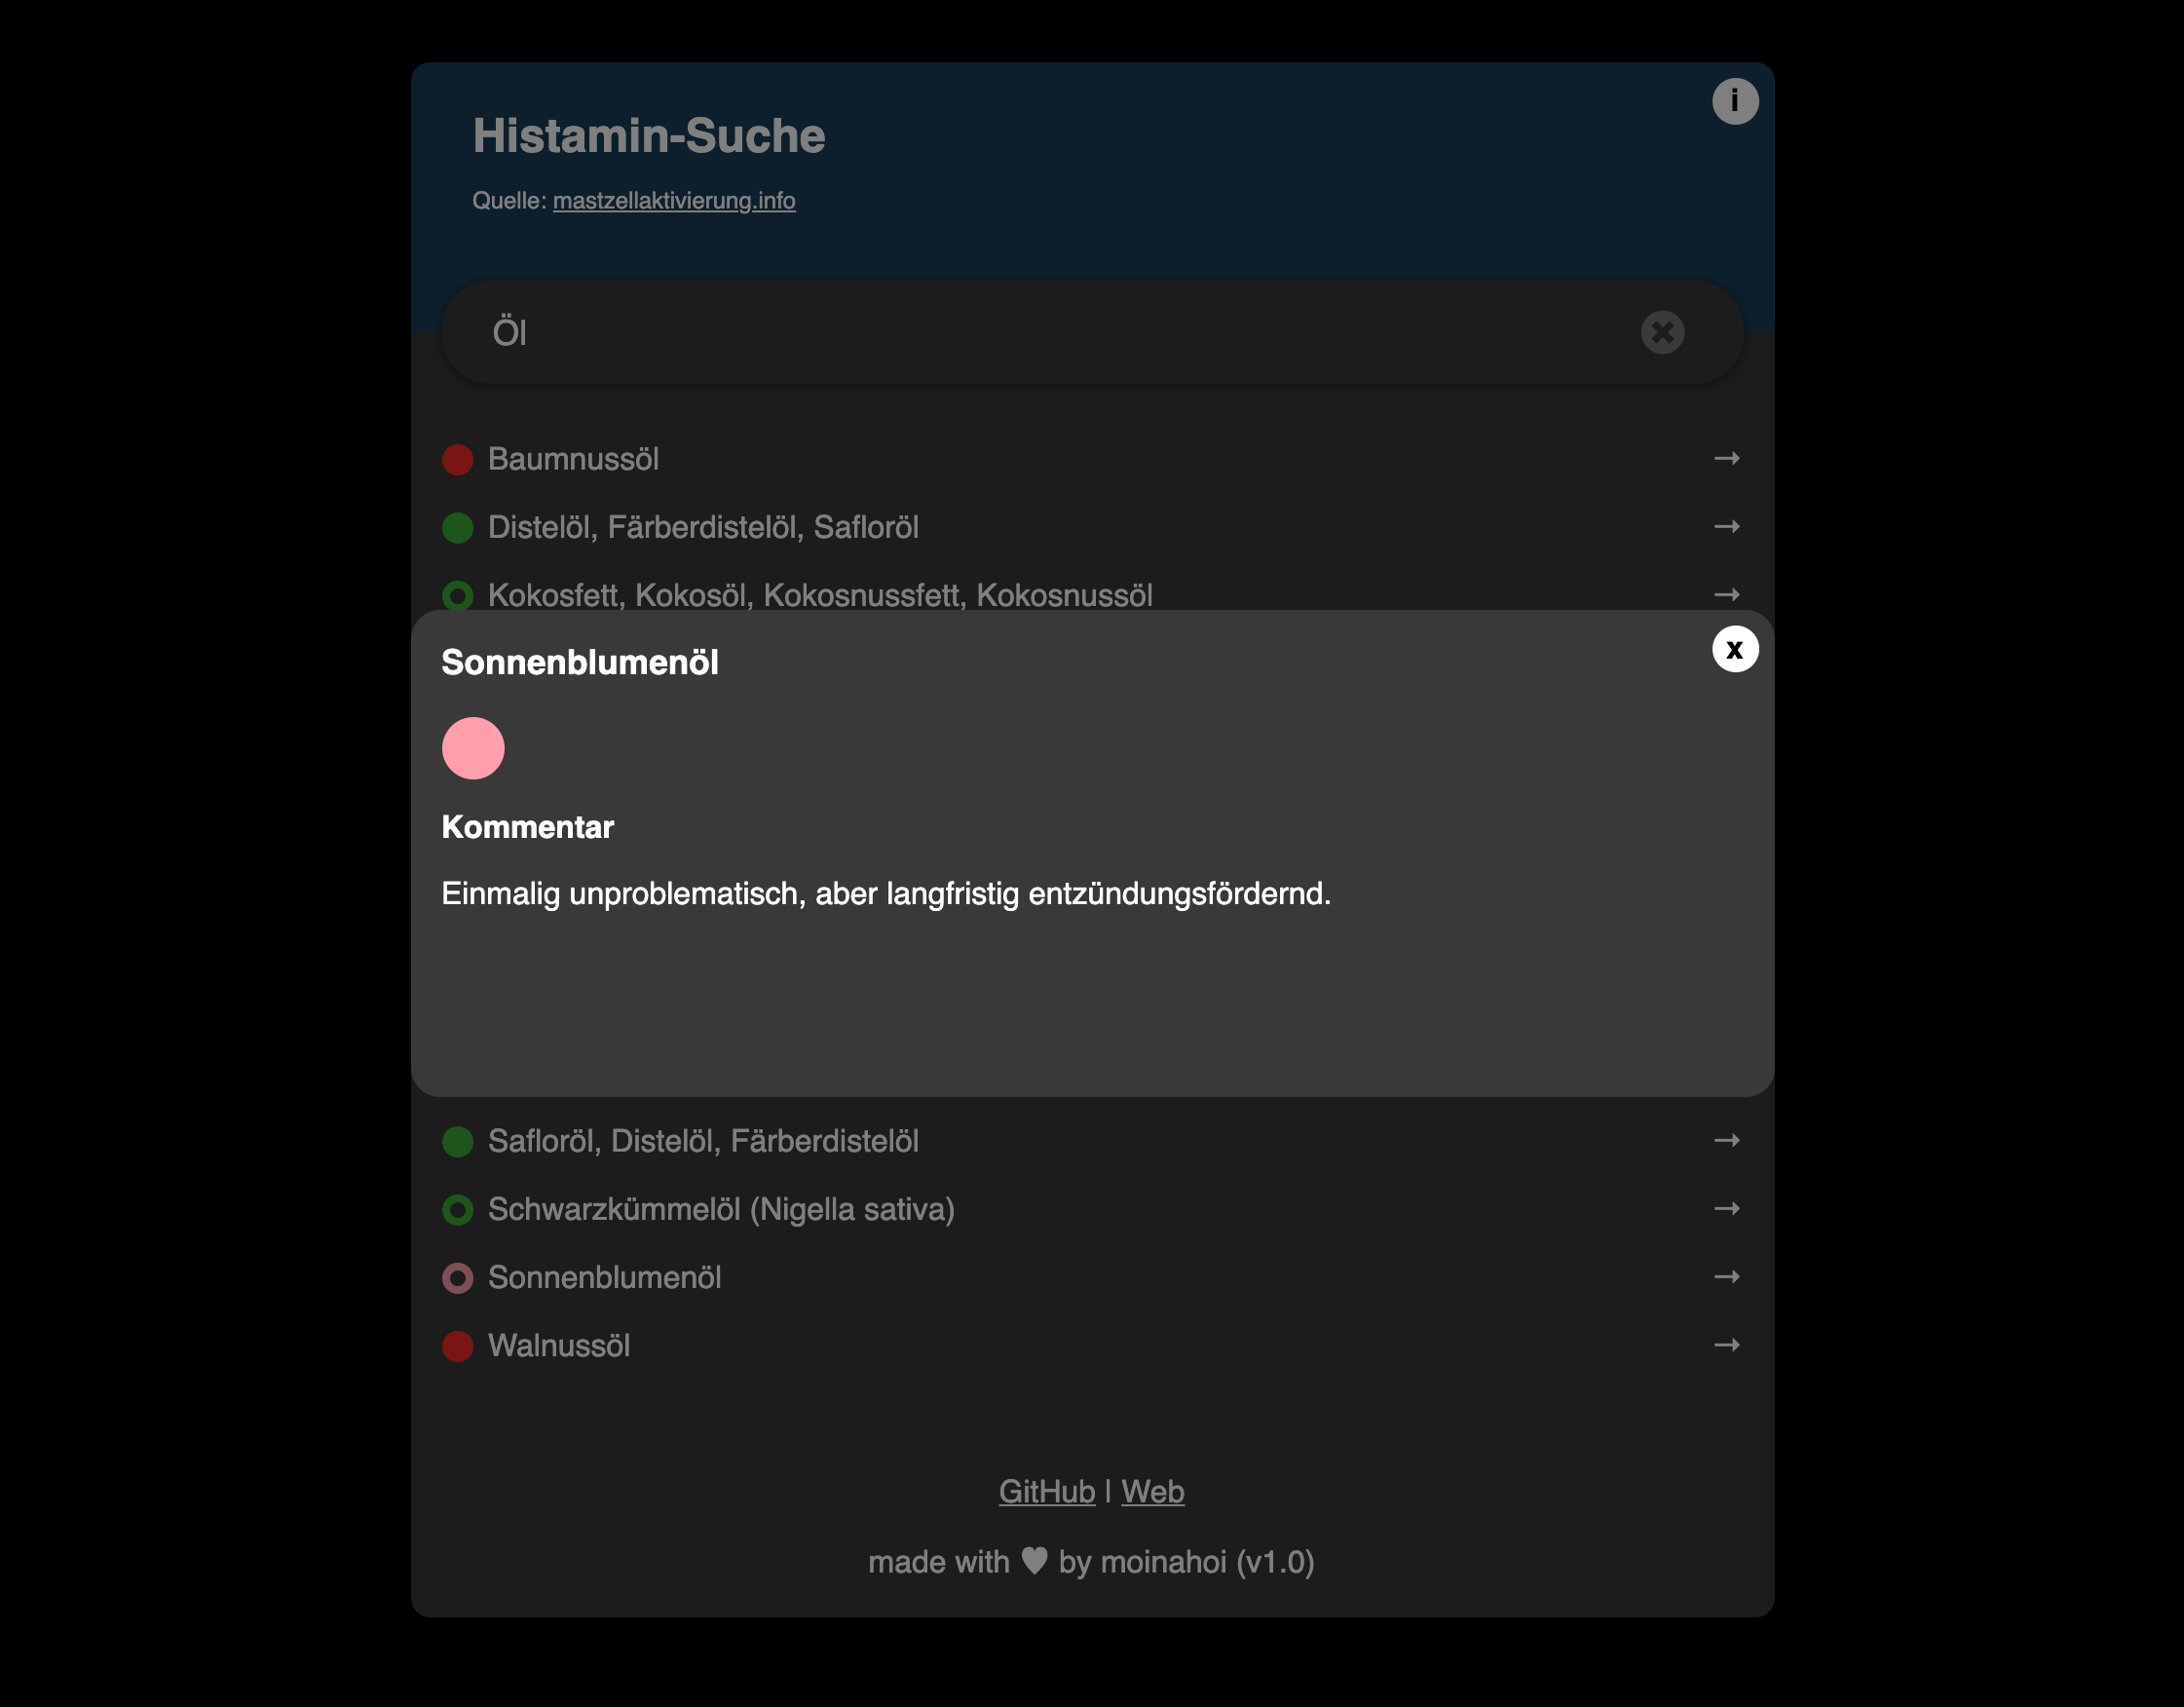 i
Histamin-Suche
Quelle: mastzellaktivierung.info
Öl
Baumnussöl →
Distelöl, Färberdistelöl, Safloröl →
Kokosfett, Kokosöl, Kokosnussfett, Kokosnussöl →
Sonnenblumenöl
x
Kommentar
Einmalig unproblematisch, aber langfristig entzündungsfördernd.
Safloröl, Distelöl, Färberdistelöl →
Schwarzkümmelöl (Nigella sativa) →
Sonnenblumenöl →
Walnussöl →
GitHub | Web
made with ♥ by moinahoi (v1.0)